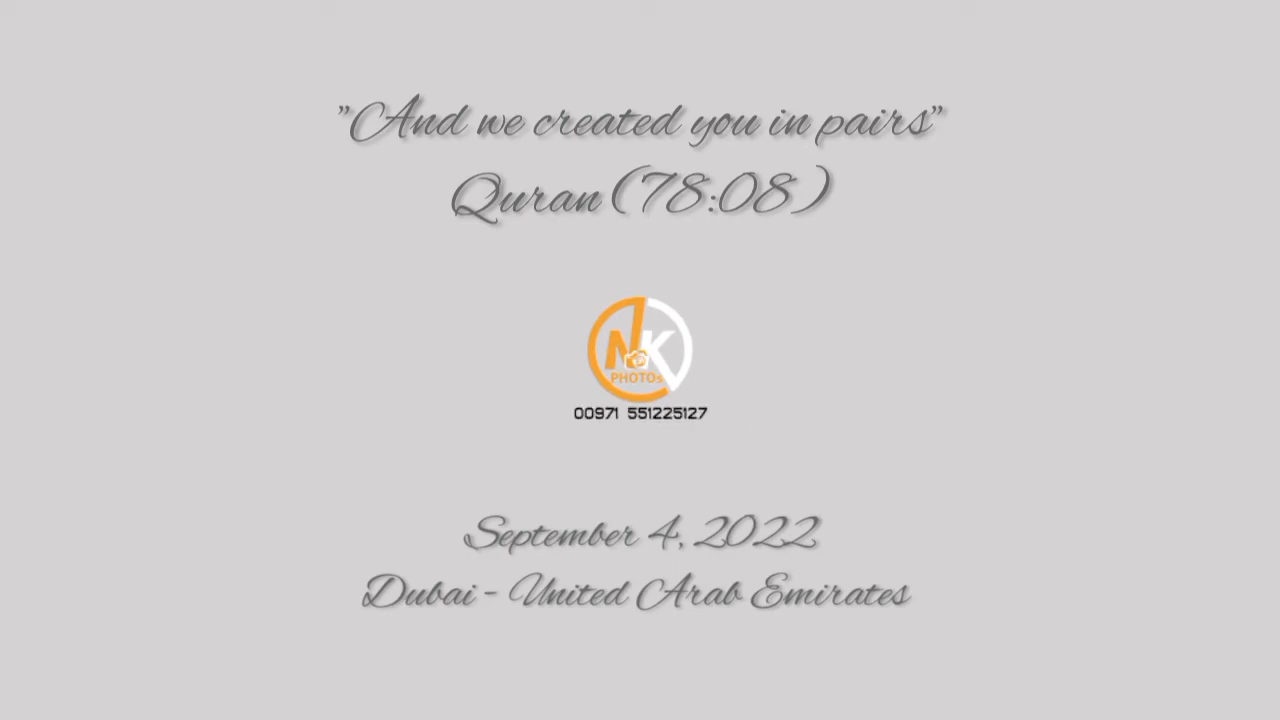 "And we created you in pairs"
Quran (78:08)
NK
PHOTOs
00971 551225127
September 4, 2022
Dubai - United Arab Emirates